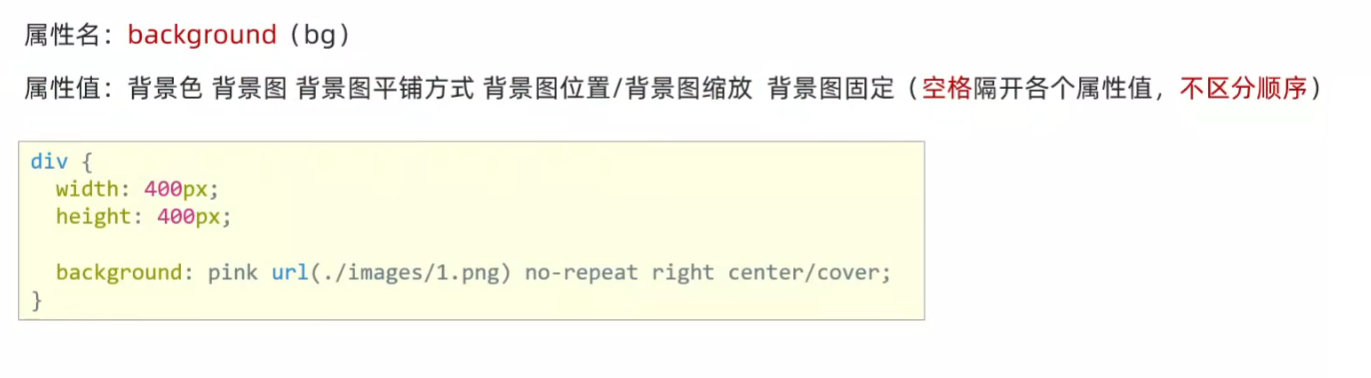 属性名：background（bg）
属性值：背景色 背景图 背景图平铺方式 背景图位置/背景图缩放 背景图固定（空格隔开各个属性值，不区分顺序）
div {
  width: 400px;
  height: 400px;
  background: pink url(./images/1.png) no-repeat right center/cover;
}